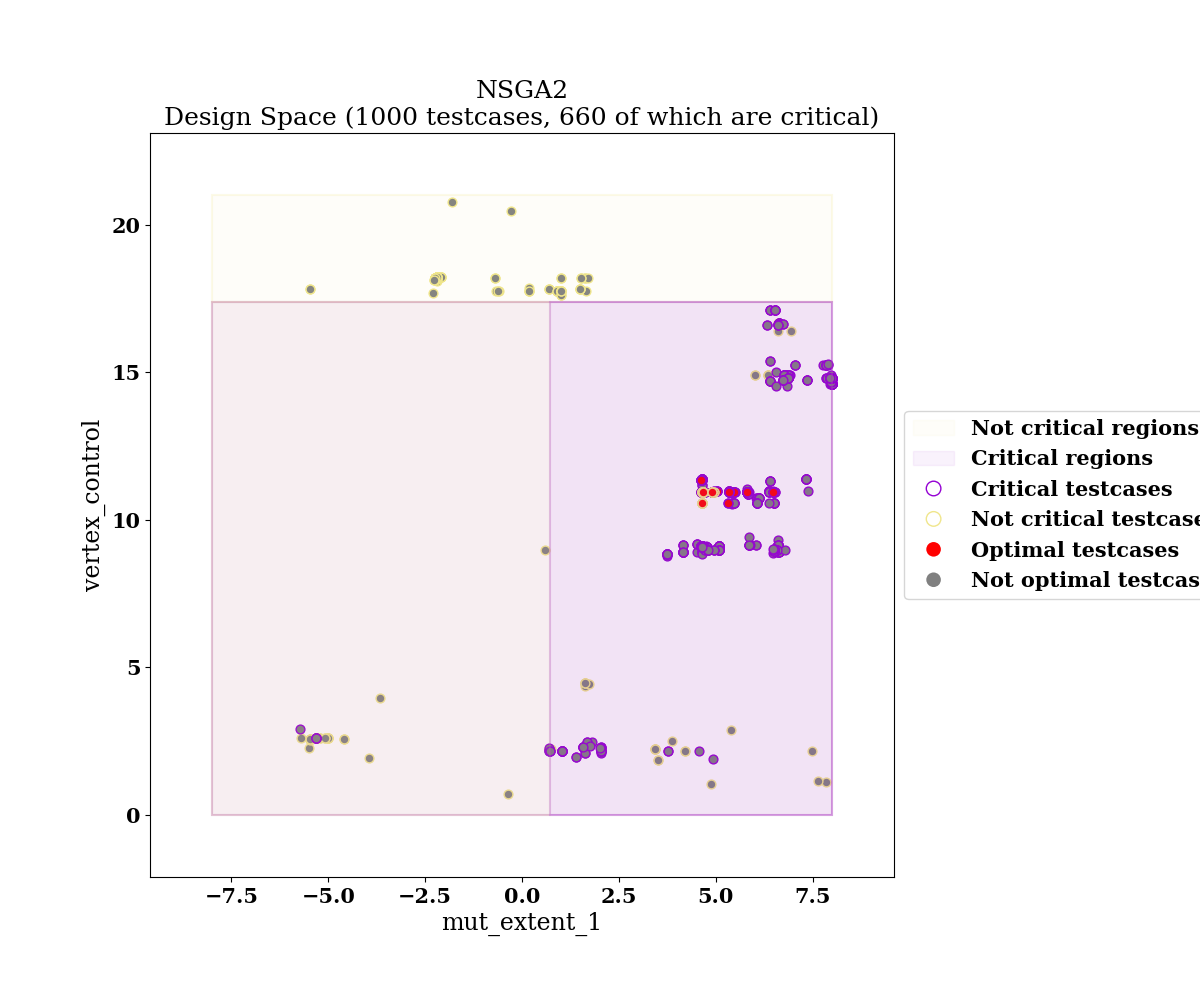 NSGA2
Design Space (1000 testcases, 660 of which are critical)
20
15
10
5
0
vertex_control
−7.5
−5.0
−2.5
0.0
2.5
5.0
7.5
mut_extent_1
Not critical regions
Critical regions
Critical testcases
Not critical testcase
Optimal testcases
Not optimal testcas